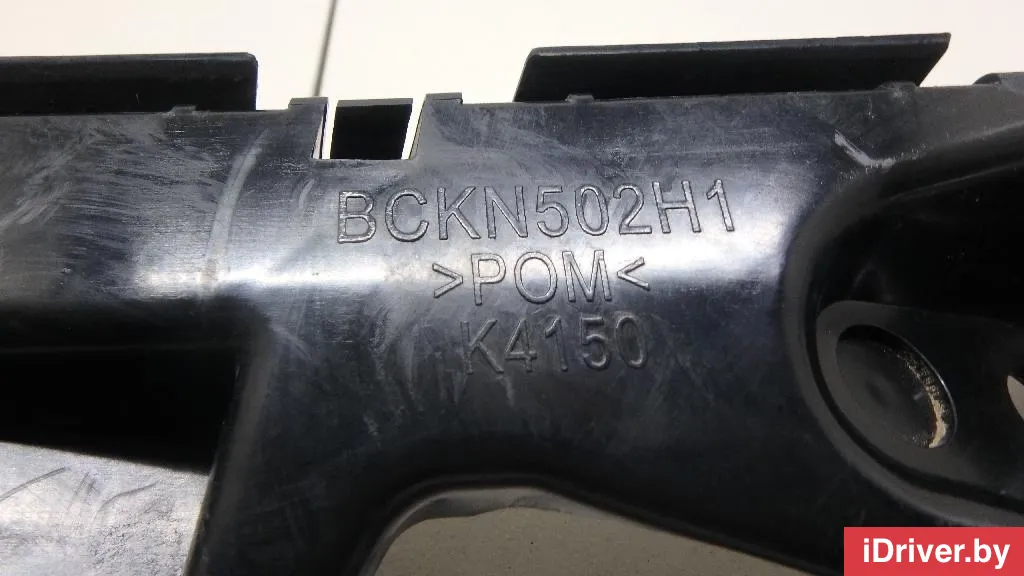 BCKN502H1
>POM<
K4150
iDriver.by